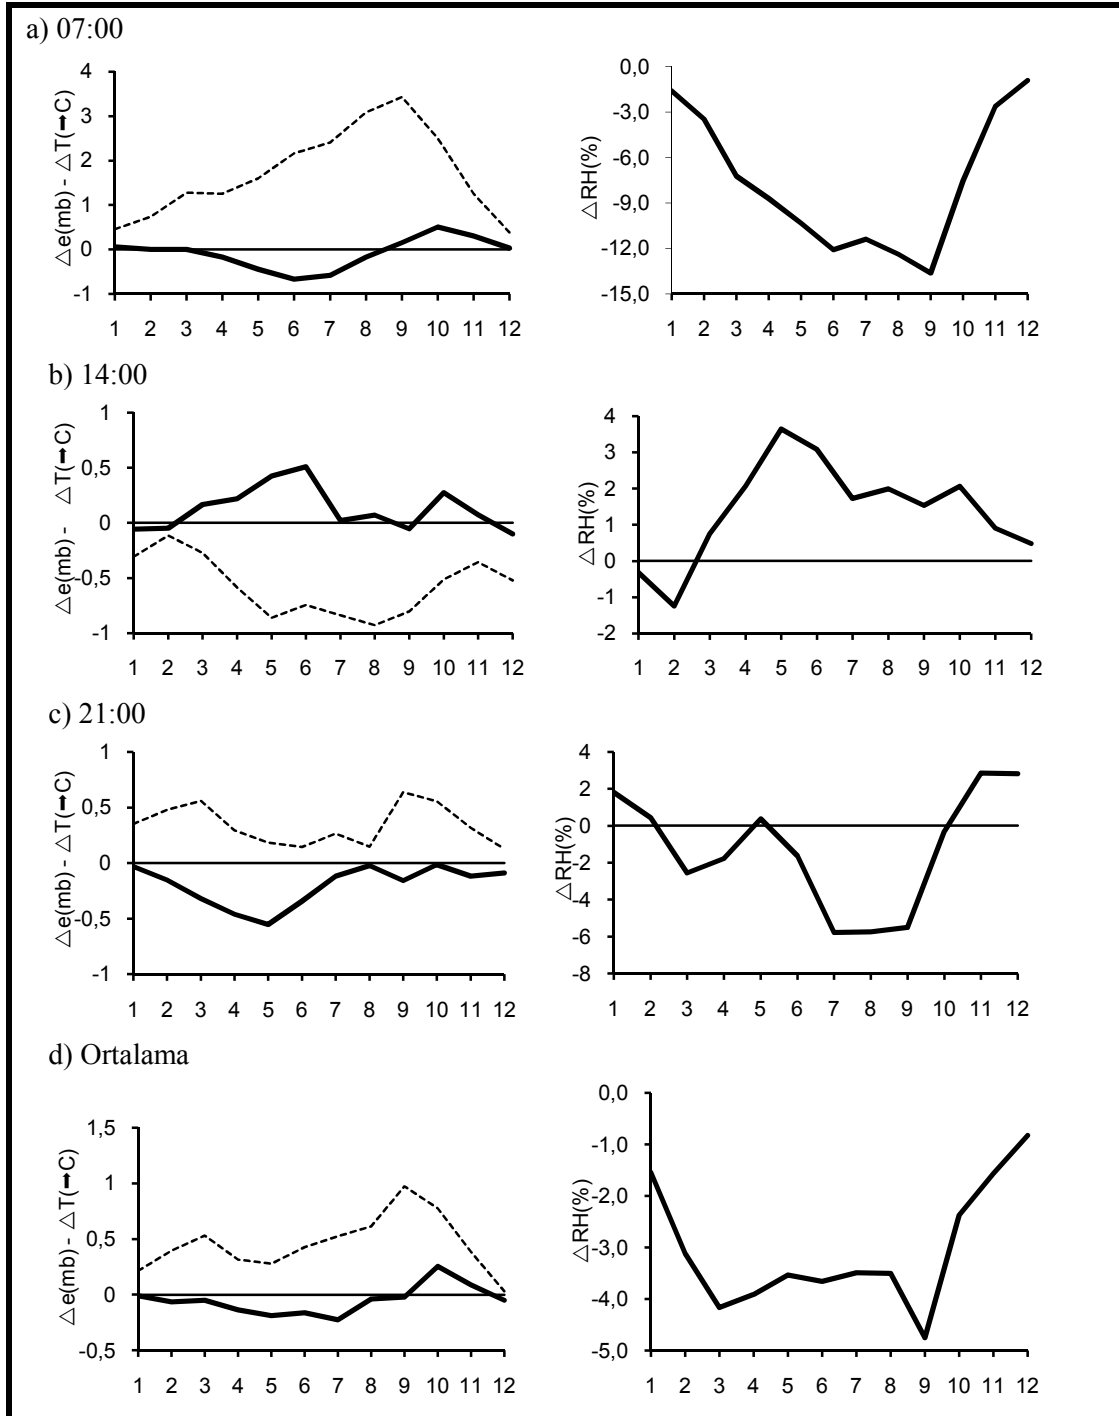 a) 07:00
△e(mb) - △T(➞C)
4
3
2
1
0
-1
1 2 3 4 5 6 7 8 9 10 11 12
△RH(%)
0,0
-3,0
-6,0
-9,0
-12,0
-15,0
1 2 3 4 5 6 7 8 9 10 11 12
b) 14:00
△e(mb) - △T(➞C)
1
0,5
0
-0,5
-1
1 2 3 4 5 6 7 8 9 10 11 12
△RH(%)
4
3
2
1
0
-1
-2
1 2 3 4 5 6 7 8 9 10 11 12
c) 21:00
△e(mb) - △T(➞C)
1
0,5
0
-0,5
-1
1 2 3 4 5 6 7 8 9 10 11 12
△RH(%)
4
2
0
-2
-4
-6
-8
1 2 3 4 5 6 7 8 9 10 11 12
d) Ortalama
△e(mb) - △T(➞C)
1,5
1
0,5
0
-0,5
1 2 3 4 5 6 7 8 9 10 11 12
△RH(%)
0,0
-1,0
-2,0
-3,0
-4,0
-5,0
1 2 3 4 5 6 7 8 9 10 11 12